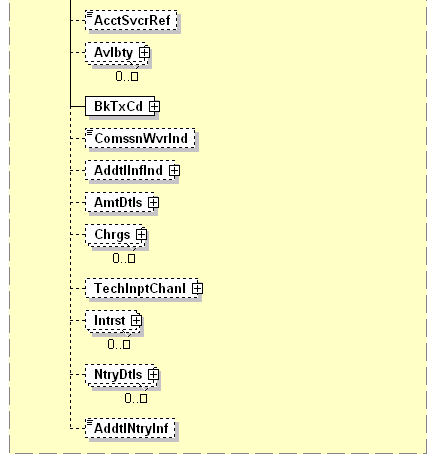 AcctSvcrRef
Avlbty
0..□
BkTxCd
ComssnWvrInd
AddtlInfInd
AmtDtls
Chrgs
0..□
TechInptChanl
Intrst
0..□
NtryDtls
0..□
AddtlNtryInf